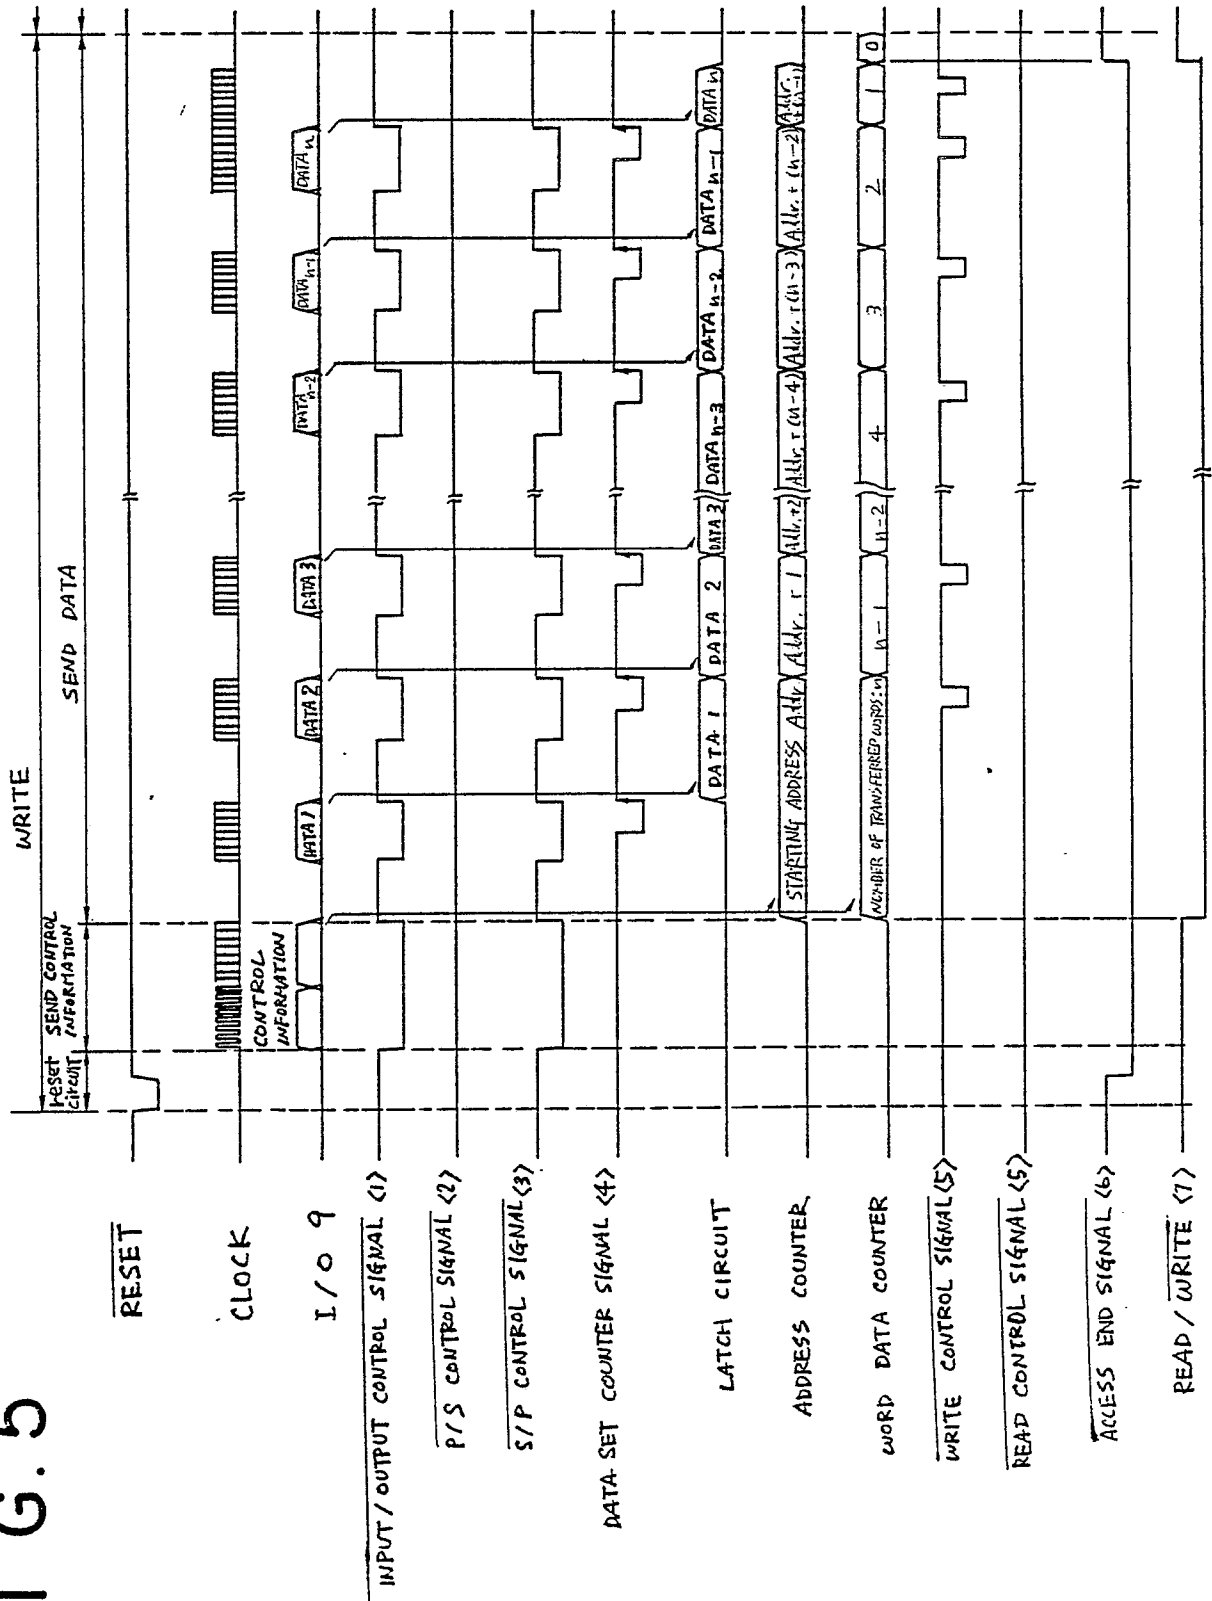 I G. 5
WRITE
reset circuit
SEND CONTROL INFORMATION
SEND DATA
RESET
CLOCK
CONTROL INFORMATION
I/O 9
DATA 1
DATA 2
DATA 3
DATA n-2
DATA n-1
DATA n
INPUT / OUTPUT CONTROL SIGNAL <1>
P/S CONTROL SIGNAL <2>
S/P CONTROL SIGNAL <3>
DATA SET COUNTER SIGNAL <4>
LATCH CIRCUIT
DATA 1
DATA 2
DATA 3
DATA n-3
DATA n-2
DATA n-1
DATA n
ADDRESS COUNTER
STARTING ADDRESS Addr
Addr. + 1
Addr. +2
Addr. + (n-4)
Addr. + (n-3)
Addr. + (n-2)
Addr. +(n-1)
WORD DATA COUNTER
NUMBER OF TRANSFERRED WORDS: n
n-1
n-2
4
3
2
1
0
WRITE CONTROL SIGNAL <5>
READ CONTROL SIGNAL <5>
ACCESS END SIGNAL <6>
READ / WRITE <7>